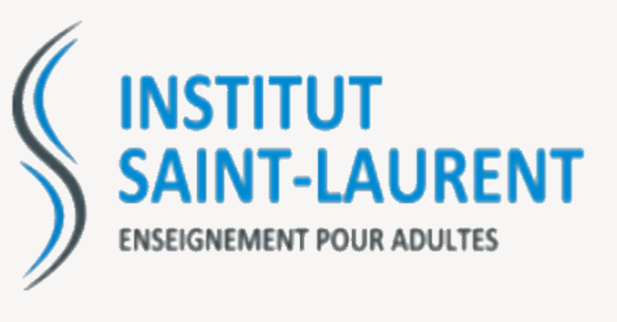 INSTITUT
SAINT-LAURENT
ENSEIGNEMENT POUR ADULTES